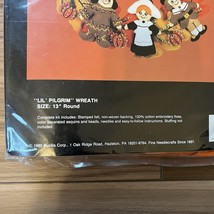 "LIL' PILGRIM" WREATH
SIZE: 13" Round
Complete kit includes: Stamped felt, non-woven backing, 100% cotton embroidery floss,
color separated sequins and beads, needles and easy-to-follow instructions. Stuffing not
included.
Bucilla Corp., 1 Oak Ridge Road, Hazleton, PA 18201-9764. Fine Needlecrafts Since 1867.